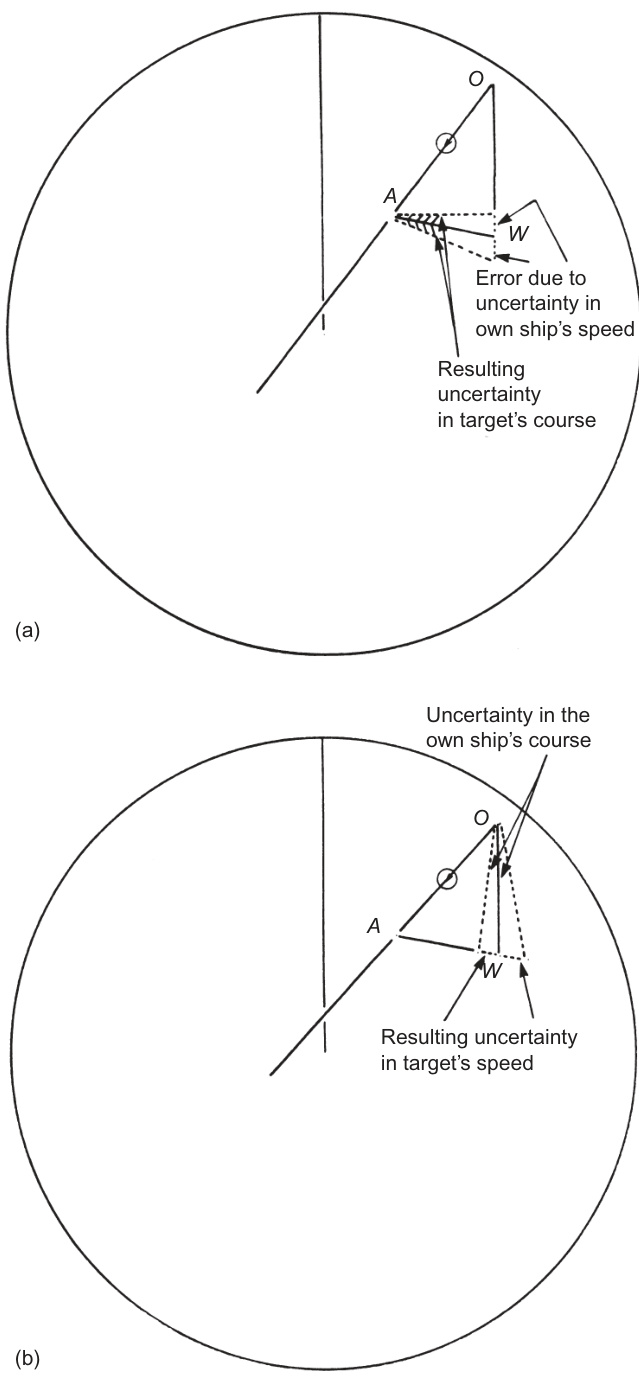 O
A
W
Error due to
uncertainty in
own ship's speed
Resulting
uncertainty
in target's course
(a)
Uncertainty in the
own ship's course
O
A
W
Resulting uncertainty
in target's speed
(b)